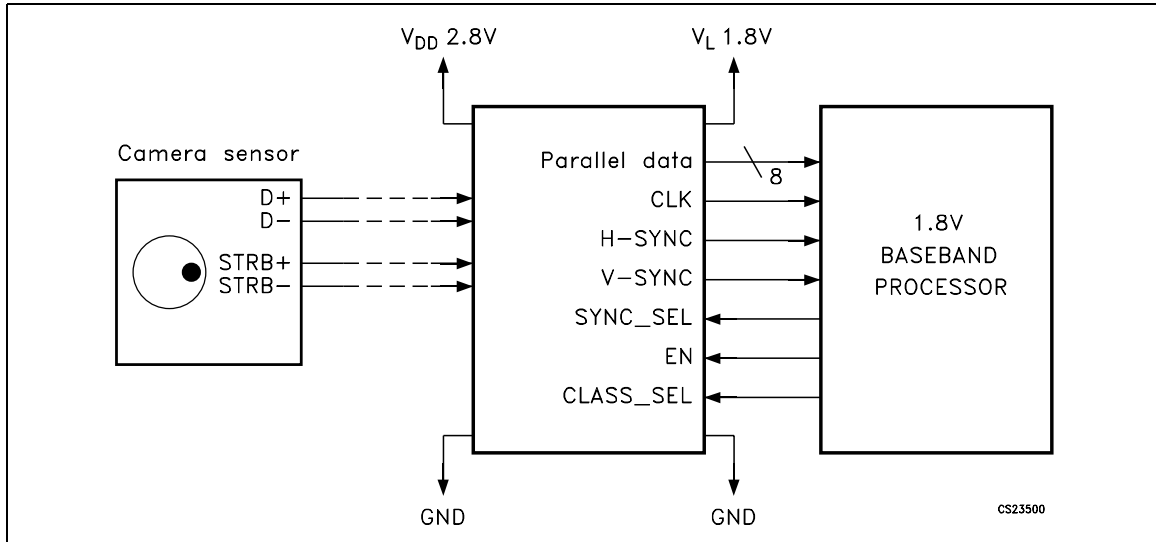 V_DD 2.8V
V_L 1.8V
Camera sensor
D+
D-
STRB+
STRB-
Parallel data
8
CLK
H-SYNC
V-SYNC
SYNC_SEL
EN
CLASS_SEL
1.8V
BASEBAND
PROCESSOR
GND
GND
CS23500